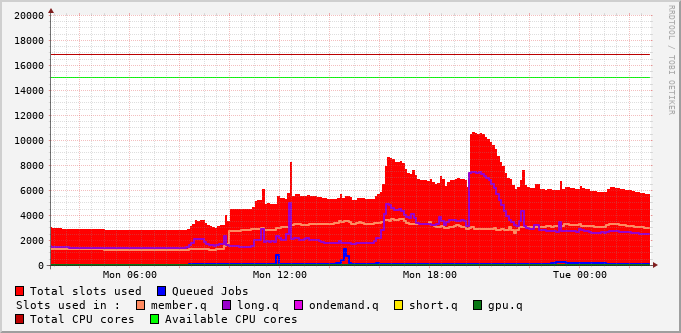 20000
18000
16000
14000
12000
10000
8000
6000
4000
2000
0
Mon 06:00 Mon 12:00 Mon 18:00 Tue 00:00
RRDTOOL / TOBI OETIKER
Total slots used Queued Jobs
Slots used in : member.q long.q ondemand.q short.q gpu.q
Total CPU cores Available CPU cores